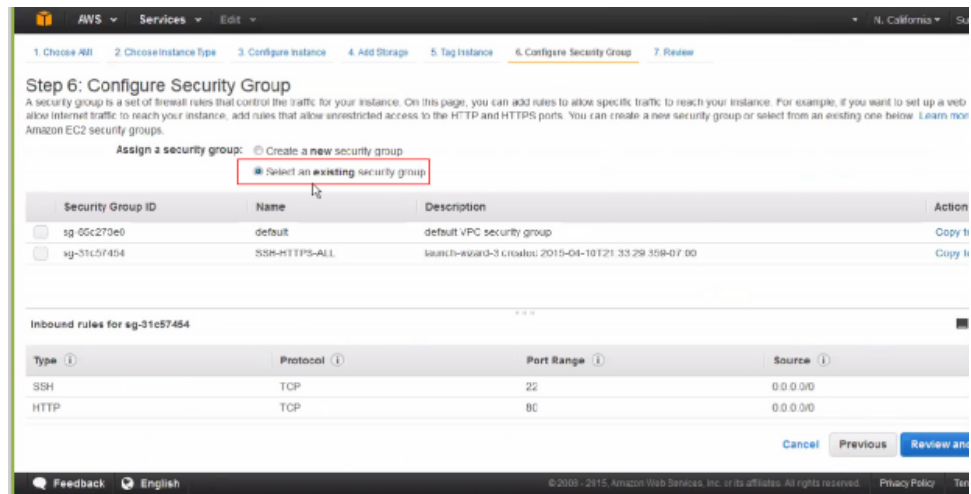 AWS Services Edit N. California Su
1. Choose AMI 2. Choose Instance Type 3. Configure Instance 4. Add Storage 5. Tag Instance 6. Configure Security Group 7. Review
Step 6: Configure Security Group
A security group is a set of firewall rules that control the traffic for your instance. On this page, you can add rules to allow specific traffic to reach your instance. For example, if you want to set up a web
allow Internet traffic to reach your instance, add rules that allow unrestricted access to the HTTP and HTTPS ports. You can create a new security group or select from an existing one below. Learn mor
Amazon EC2 security groups.
Assign a security group: Create a new security group
Select an existing security group
Security Group ID Name Description Action
default default VPC security group Copy t
sg-31c57454 SSH-HTTPS-ALL launch-wizard-3 created 2015-04-10T21:33:29.359-07:00 Copy t
Inbound rules for sg-31c57454
Type Protocol Port Range Source
SSH TCP 22 0.0.0.0/0
HTTP TCP 80 0.0.0.0/0
Cancel Previous Review and
Feedback English © 2008 - 2015, Amazon Web Services, Inc. or its affiliates. All rights reserved. Privacy Policy Ter